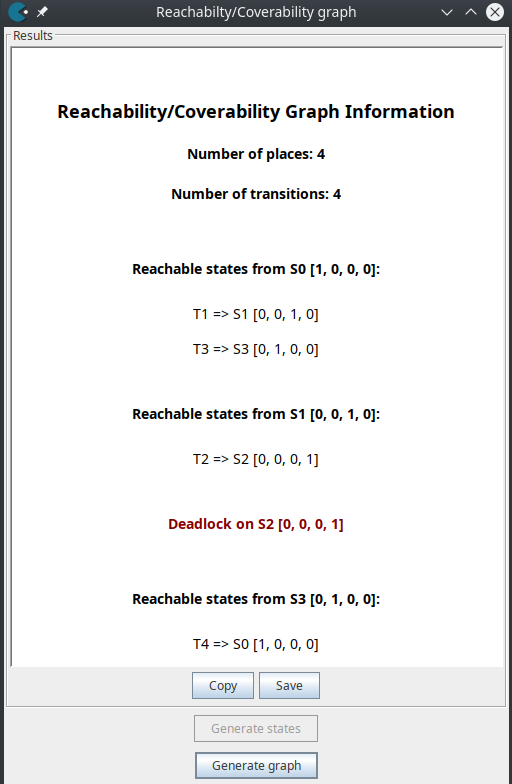 Reachabilty/Coverability graph
Results
Reachability/Coverability Graph Information
Number of places: 4
Number of transitions: 4
Reachable states from S0 [1, 0, 0, 0]:
T1 => S1 [0, 0, 1, 0]
T3 => S3 [0, 1, 0, 0]
Reachable states from S1 [0, 0, 1, 0]:
T2 => S2 [0, 0, 0, 1]
Deadlock on S2 [0, 0, 0, 1]
Reachable states from S3 [0, 1, 0, 0]:
T4 => S0 [1, 0, 0, 0]
Copy Save
Generate states
Generate graph